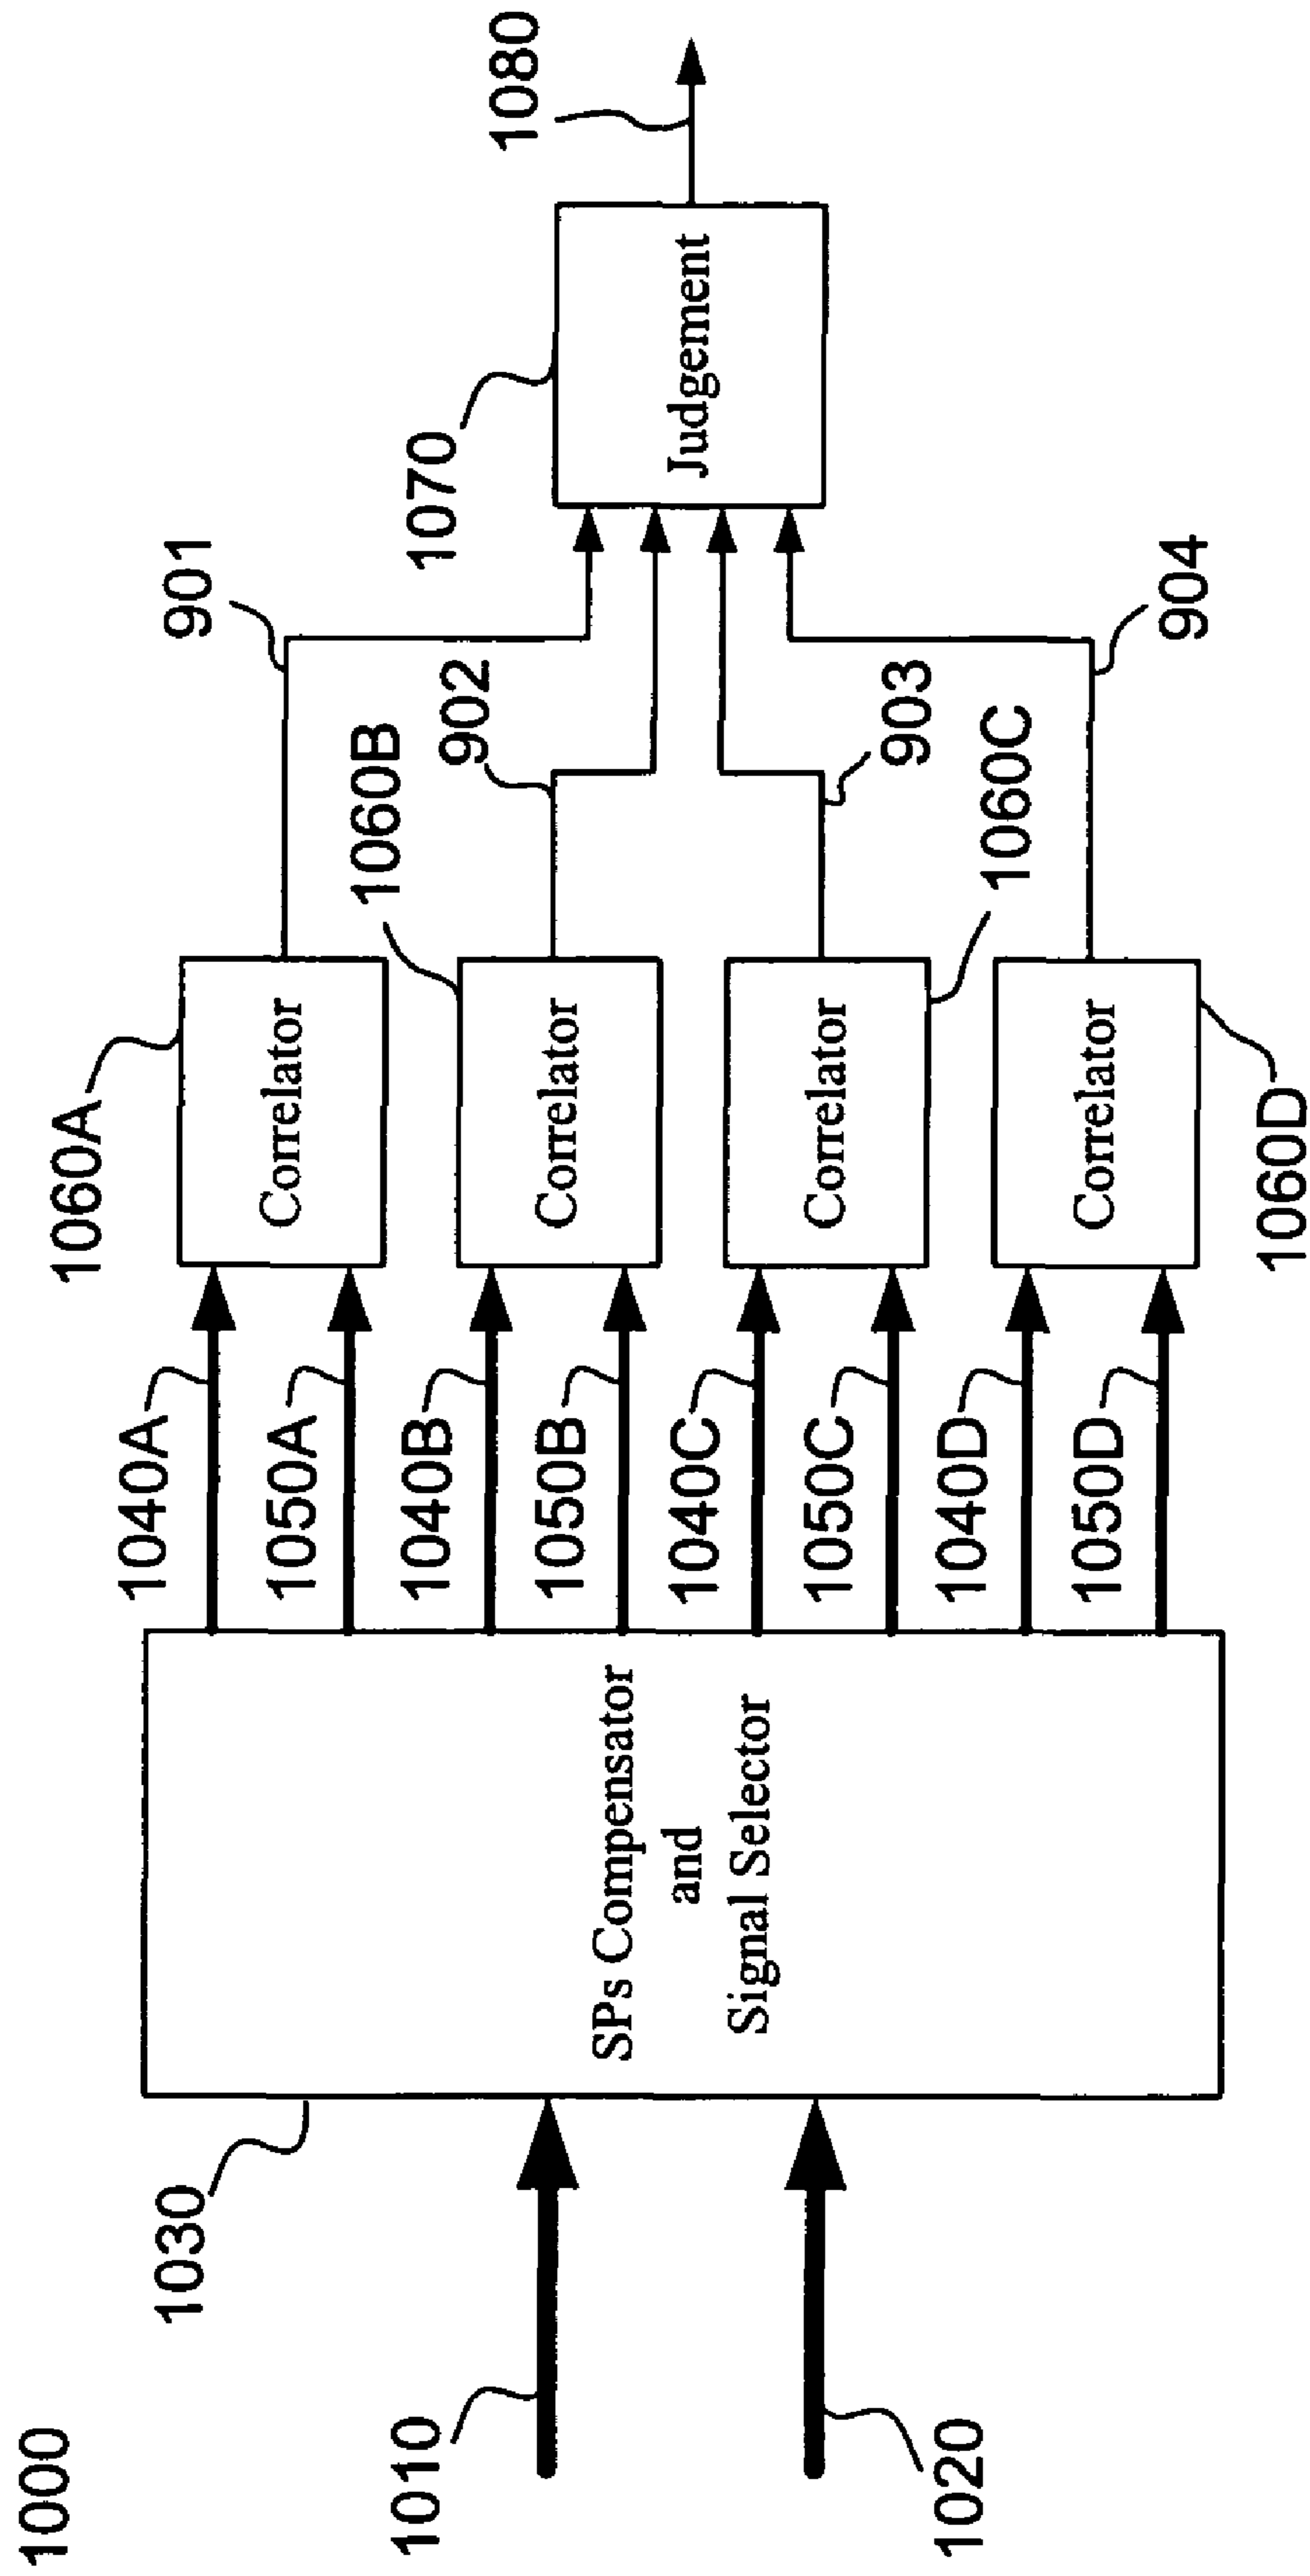 1000
1010
1020
1030
SPs Compensator
and
Signal Selector
1040A
1050A
1040B
1050B
1040C
1050C
1040D
1050D
1060A
Correlator
1060B
Correlator
1060C
Correlator
1060D
Correlator
901
902
903
904
1070
Judgement
1080